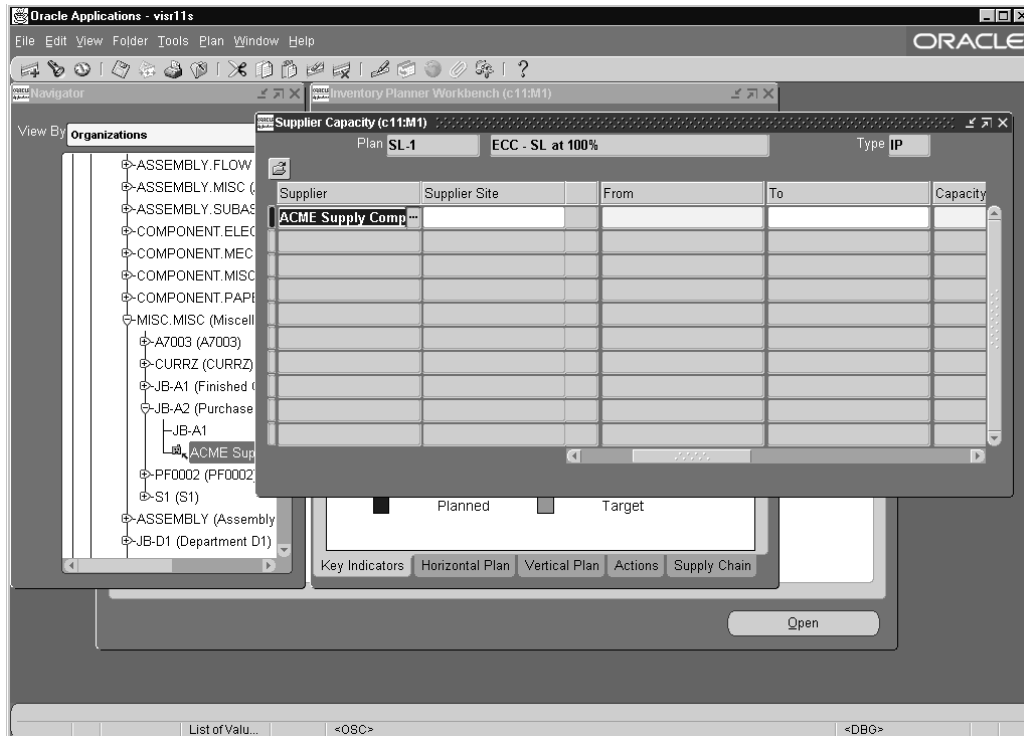 Oracle Applications - visr11s
File Edit View Folder Tools Plan Window Help
ORACLE
Navigator
Inventory Planner Workbench (c11:M1)
Supplier Capacity (c11:M1)
View By Organizations
Plan SL-1 ECC - SL at 100% Type IP
Supplier Supplier Site From To Capacity
ACME Supply Comp
ASSEMBLY.FLOW
ASSEMBLY.MISC (
ASSEMBLY.SUBAS
COMPONENT.ELEC
COMPONENT.MEC
COMPONENT.MISC
COMPONENT.PAPE
MISC.MISC (Miscell
A7003 (A7003)
CURRZ (CURRZ)
JB-A1 (Finished
JB-A2 (Purchase
JB-A1
ACME Sup
PF0002 (PF0002)
S1 (S1)
ASSEMBLY (Assembly
JB-D1 (Department D1)
Planned Target
Key Indicators Horizontal Plan Vertical Plan Actions Supply Chain
Open
List of Valu... <OSC> <DBG>